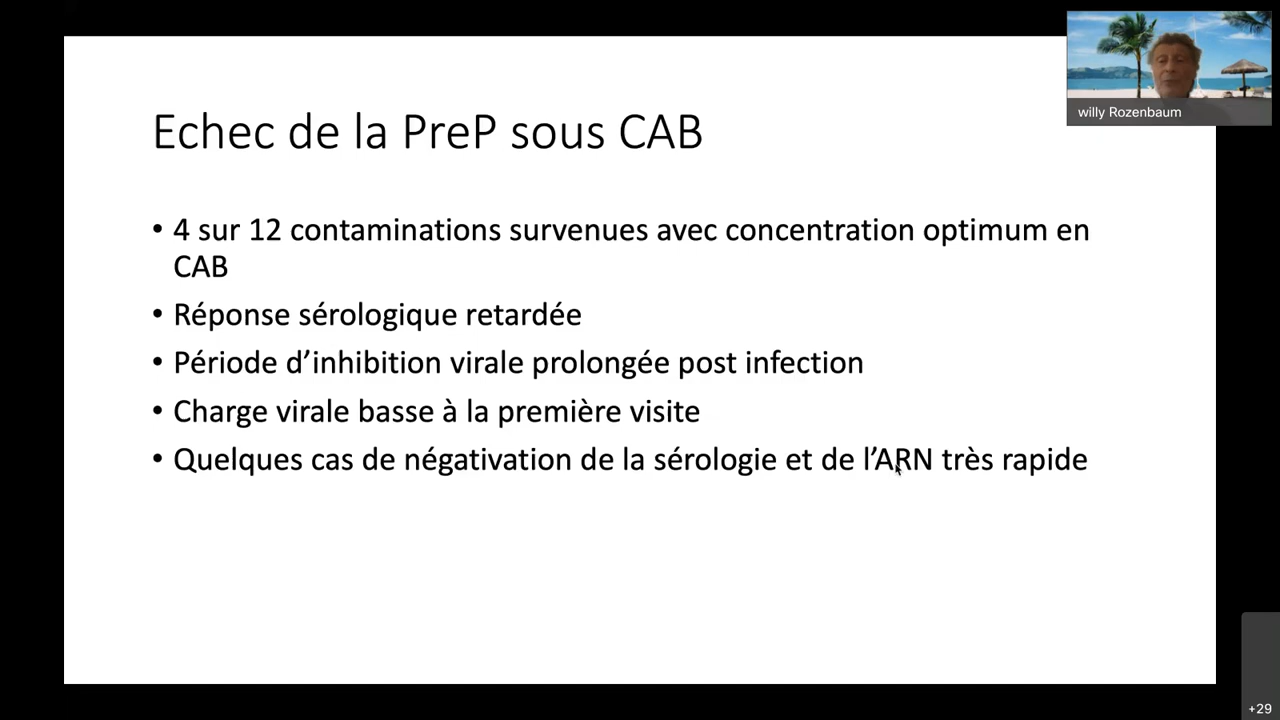 willy Rozenbaum
Echec de la PreP sous CAB
• 4 sur 12 contaminations survenues avec concentration optimum en
CAB
• Réponse sérologique retardée
• Période d’inhibition virale prolongée post infection
• Charge virale basse à la première visite
• Quelques cas de négativation de la sérologie et de l’ARN très rapide
+29